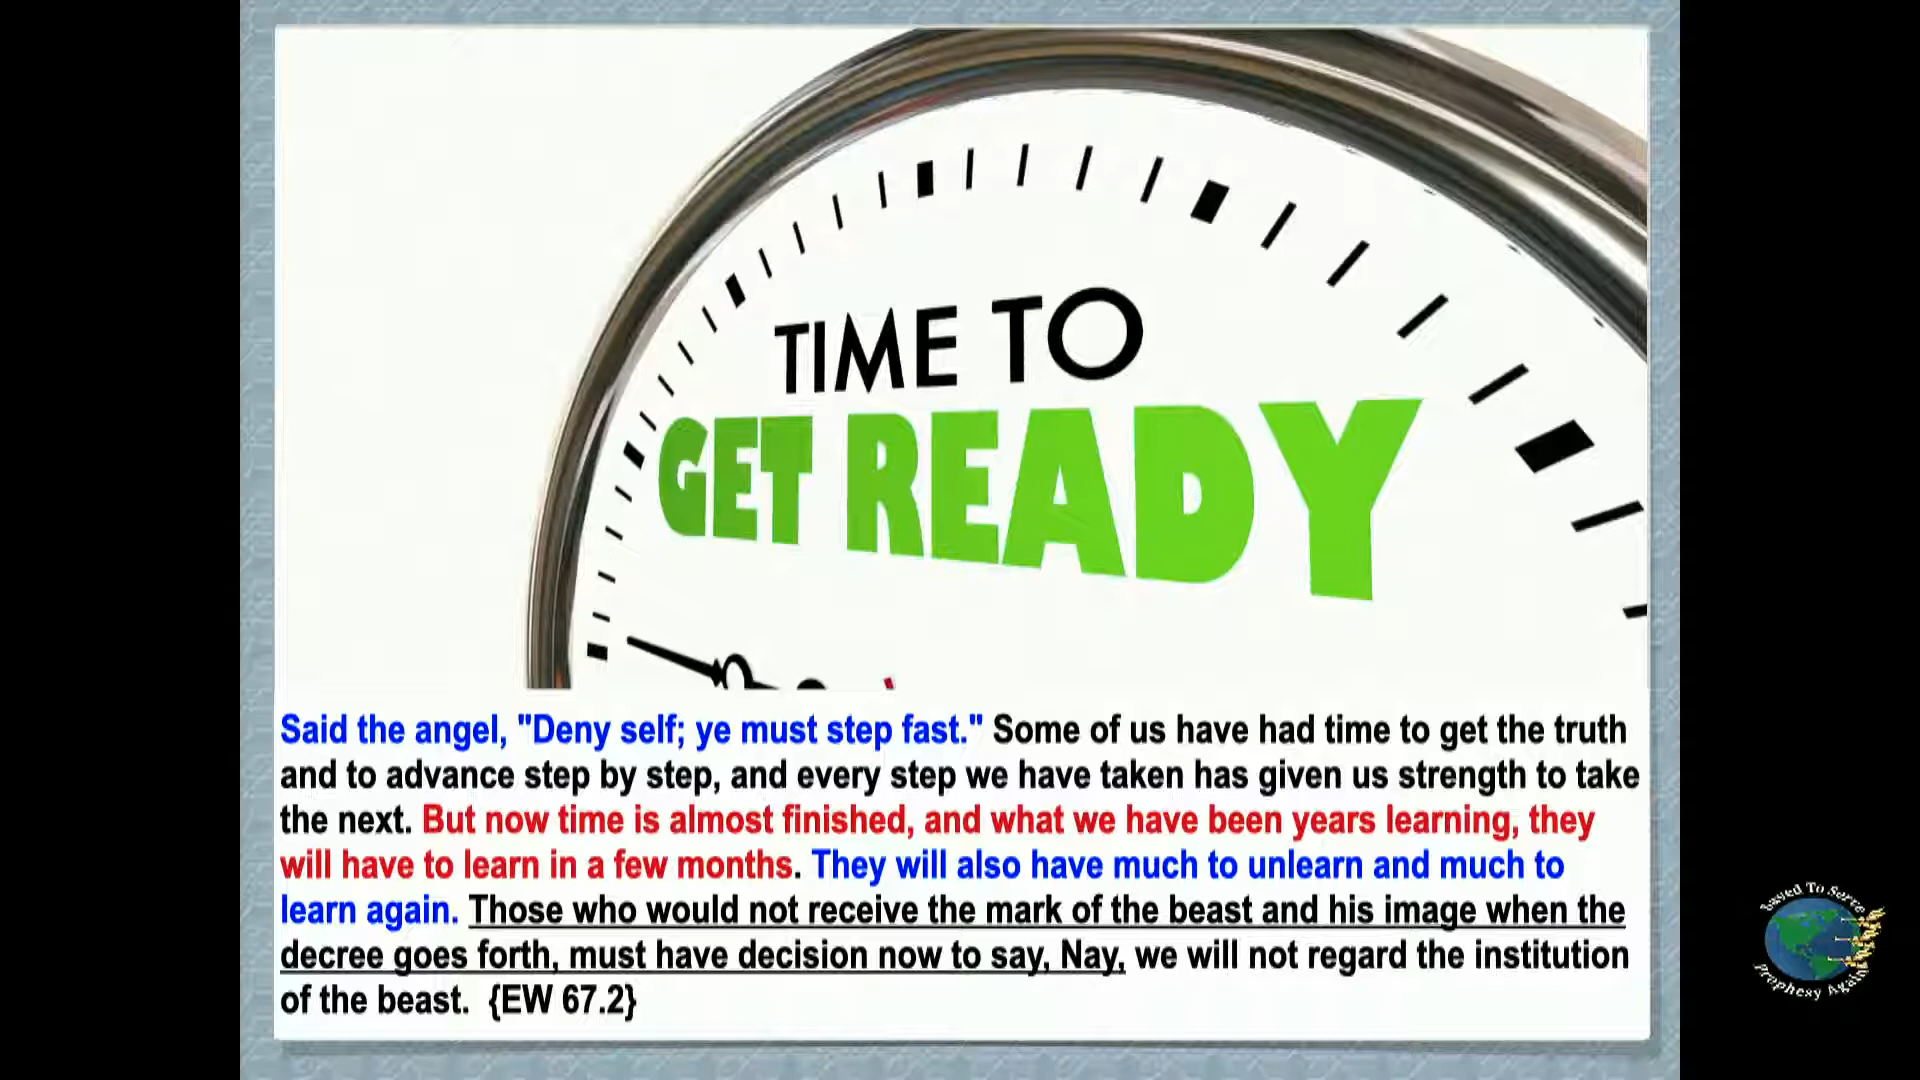 TIME TO
GET READY
Said the angel, "Deny self; ye must step fast." Some of us have had time to get the truth
and to advance step by step, and every step we have taken has given us strength to take
the next. But now time is almost finished, and what we have been years learning, they
will have to learn in a few months. They will also have much to unlearn and much to
learn again. Those who would not receive the mark of the beast and his image when the
decree goes forth, must have decision now to say, Nay, we will not regard the institution
of the beast.  {EW 67.2}
To Serve
Prophesy Again